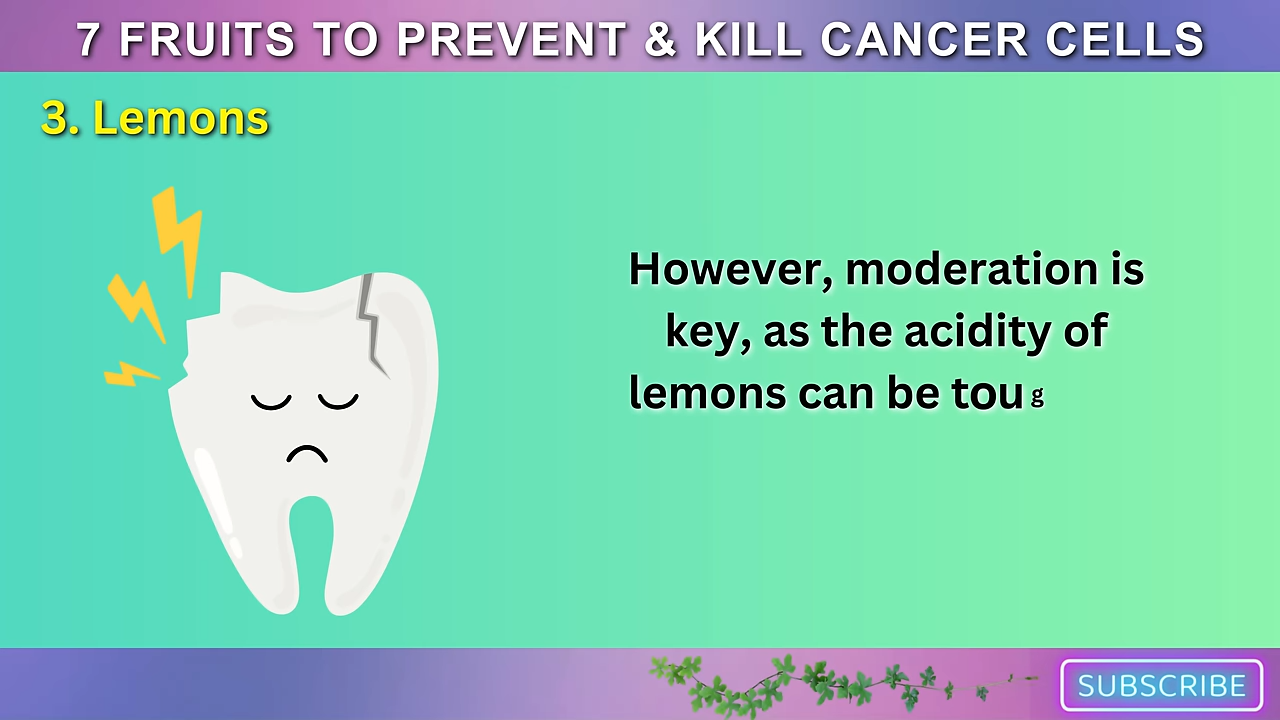 7 FRUITS TO PREVENT & KILL CANCER CELLS
3. Lemons
However, moderation is
key, as the acidity of
lemons can be toug
SUBSCRIBE